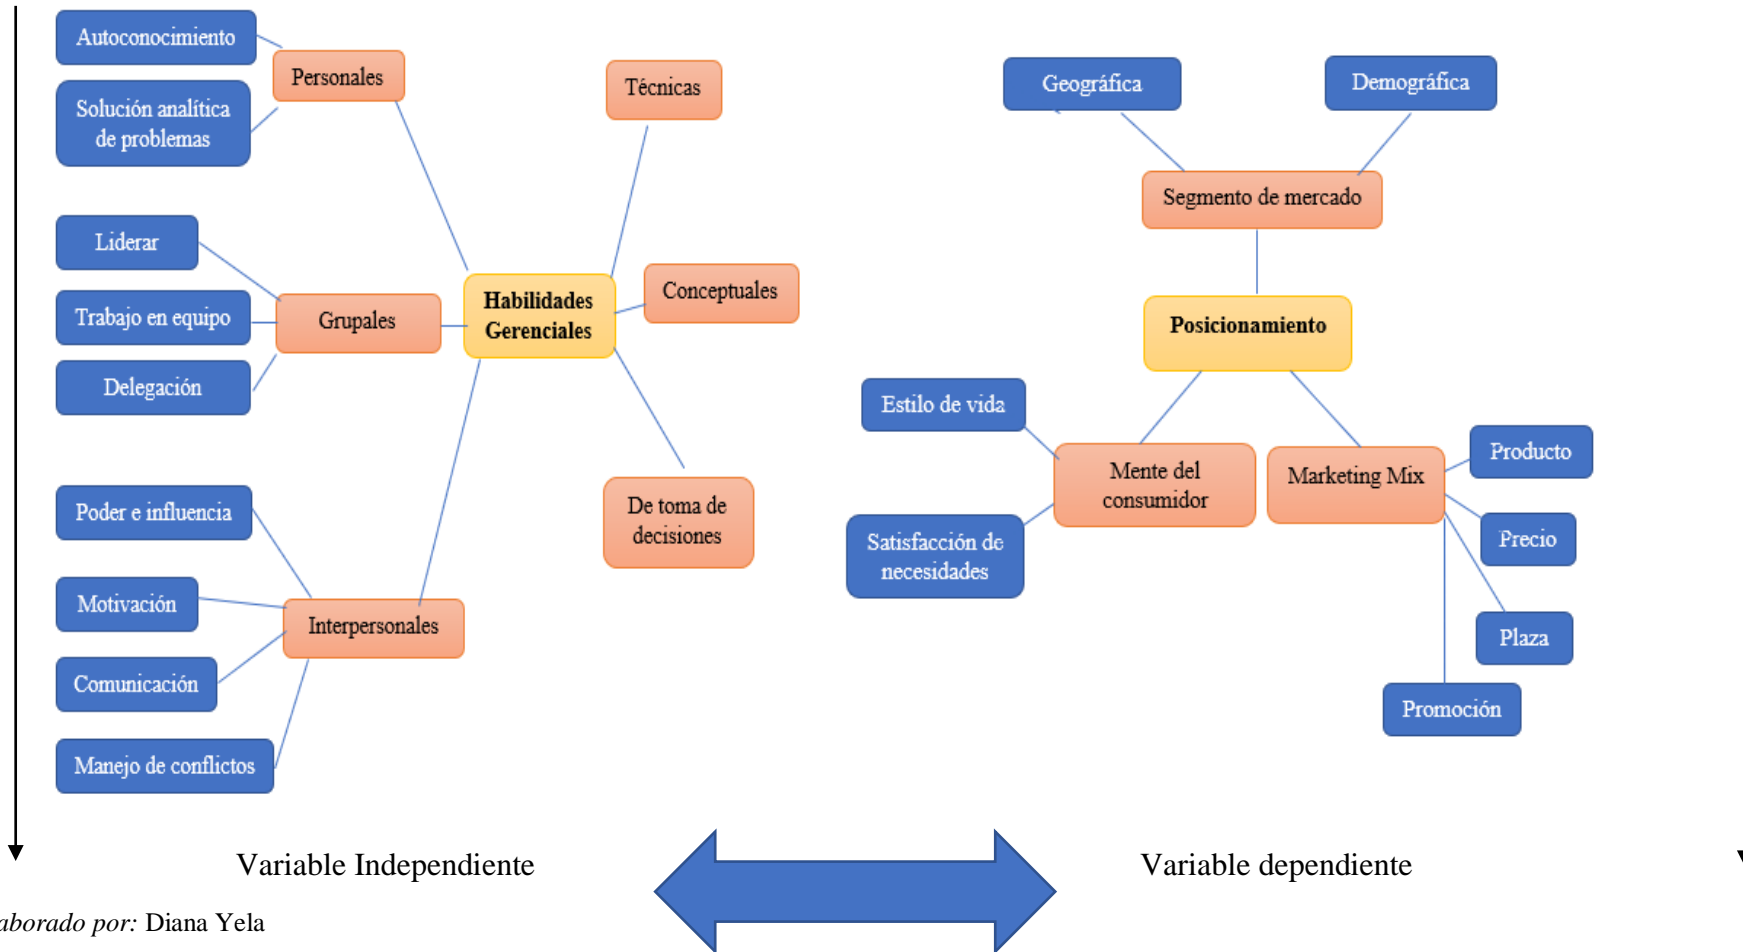 Autoconocimiento
Personales
Solución analítica
de problemas
Liderar
Trabajo en equipo
Grupales
Delegación
Poder e influencia
Motivación
Interpersonales
Comunicación
Manejo de conflictos
Habilidades
Gerenciales
Técnicas
Conceptuales
De toma de
decisiones
Geográfica
Demográfica
Segmento de mercado
Posicionamiento
Estilo de vida
Mente del
consumidor
Satisfacción de
necesidades
Marketing Mix
Producto
Precio
Plaza
Promoción
Variable Independiente
Variable dependiente
aborado por: Diana Yela